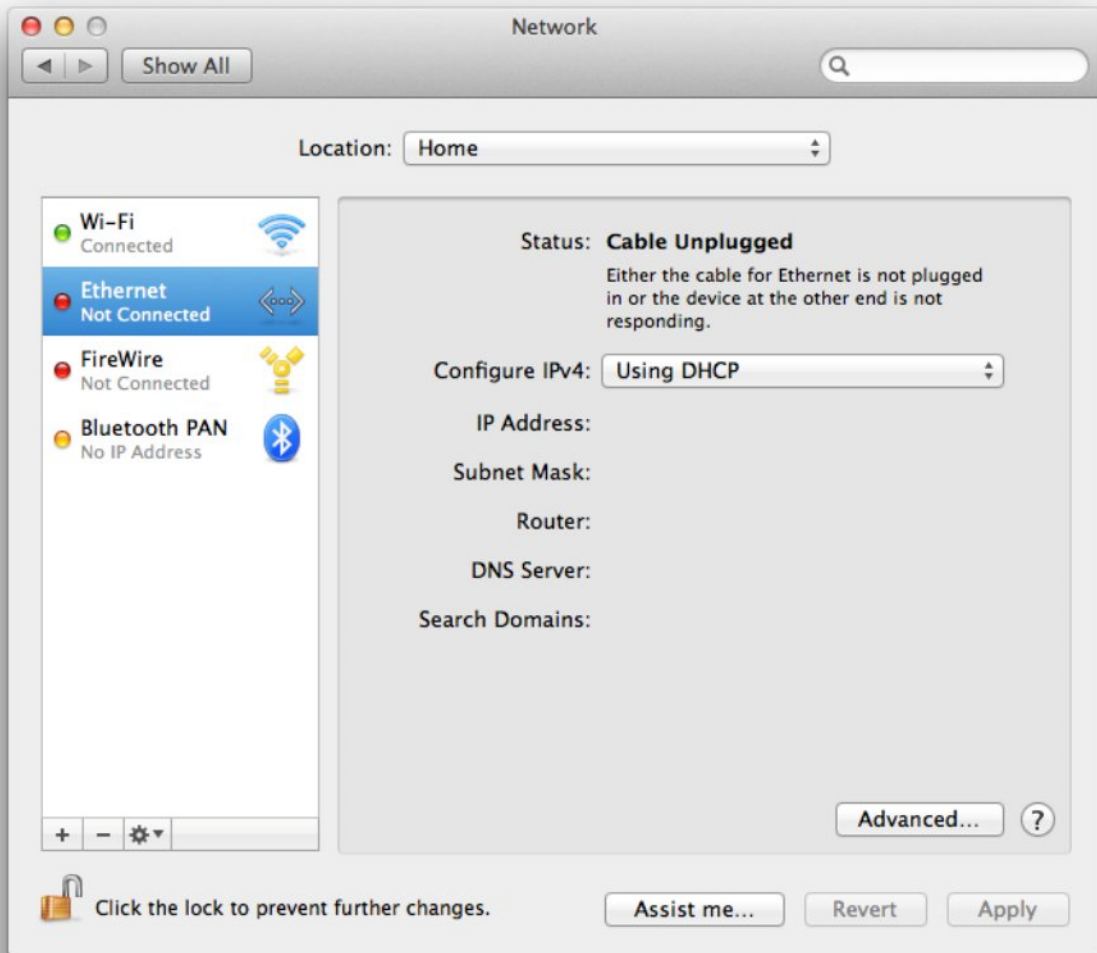 Network
Show All
Location: Home
Wi-Fi
Connected
Ethernet
Not Connected
FireWire
Not Connected
Bluetooth PAN
No IP Address
Status: Cable Unplugged
Either the cable for Ethernet is not plugged
in or the device at the other end is not
responding.
Configure IPv4: Using DHCP
IP Address:
Subnet Mask:
Router:
DNS Server:
Search Domains:
Advanced... ?
Click the lock to prevent further changes.
Assist me... Revert Apply